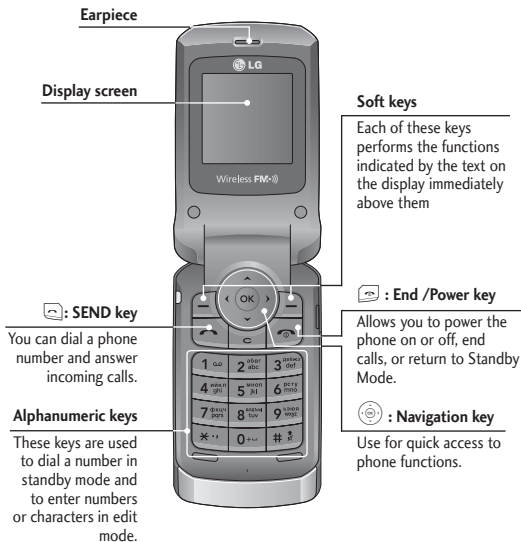 Earpiece
LG
Display screen
Wireless FM
Soft keys
Each of these keys
performs the functions
indicated by the text on
the display immediately
above them
OK
C
: SEND key
You can dial a phone
number and answer
incoming calls.
: End /Power key
Allows you to power the
phone on or off, end
calls, or return to Standby
Mode.
Alphanumeric keys
These keys are used
to dial a number in
standby mode and
to enter numbers
or characters in edit
mode.
: Navigation key
Use for quick access to
phone functions.
1
2 абвг abc
3 def
4 ghi
5 jkl
6 mno
7 pqrs
8 tuv
9 wxyz
0 +
#